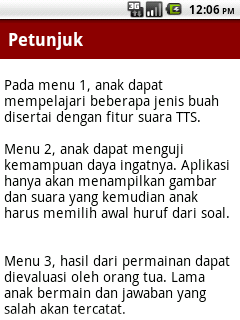 3G
12:06 PM
Petunjuk
Pada menu 1, anak dapat
mempelajari beberapa jenis buah
disertai dengan fitur suara TTS.
Menu 2, anak dapat menguji
kemampuan daya ingatnya. Aplikasi
hanya akan menampilkan gambar
dan suara yang kemudian anak
harus memilih awal huruf dari soal.
Menu 3, hasil dari permainan dapat
dievaluasi oleh orang tua. Lama
anak bermain dan jawaban yang
salah akan tercatat.